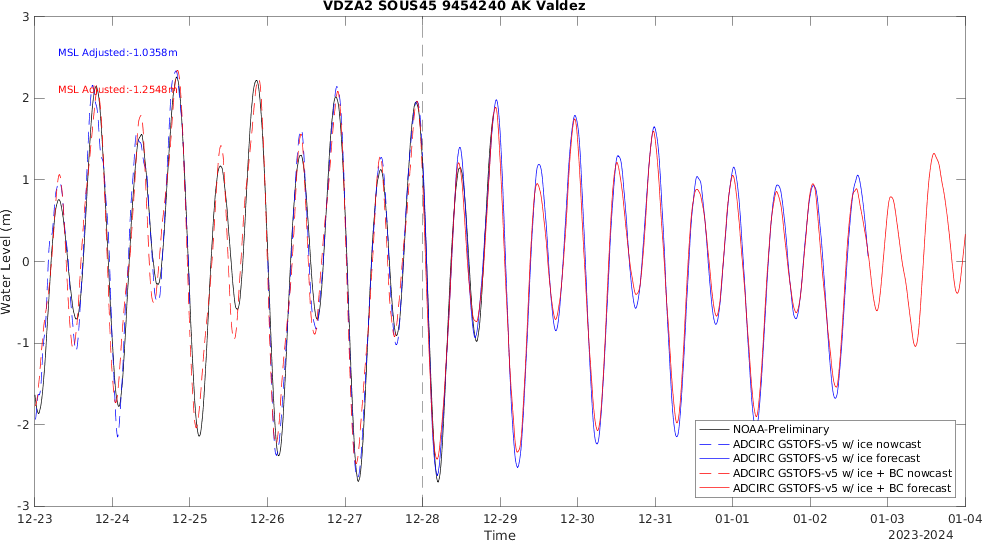 VDZA2 SOUS45 9454240 AK Valdez
MSL Adjusted:-1.0358m
MSL Adjusted:-1.2548m
Water Level (m)
3
2
1
0
-1
-2
-3
12-23 12-24 12-25 12-26 12-27 12-28 12-29 12-30 12-31 01-01 01-02 01-03 01-04
Time
2023-2024
NOAA-Preliminary
ADCIRC GSTOFS-v5 w/ ice nowcast
ADCIRC GSTOFS-v5 w/ ice forecast
ADCIRC GSTOFS-v5 w/ ice + BC nowcast
ADCIRC GSTOFS-v5 w/ ice + BC forecast